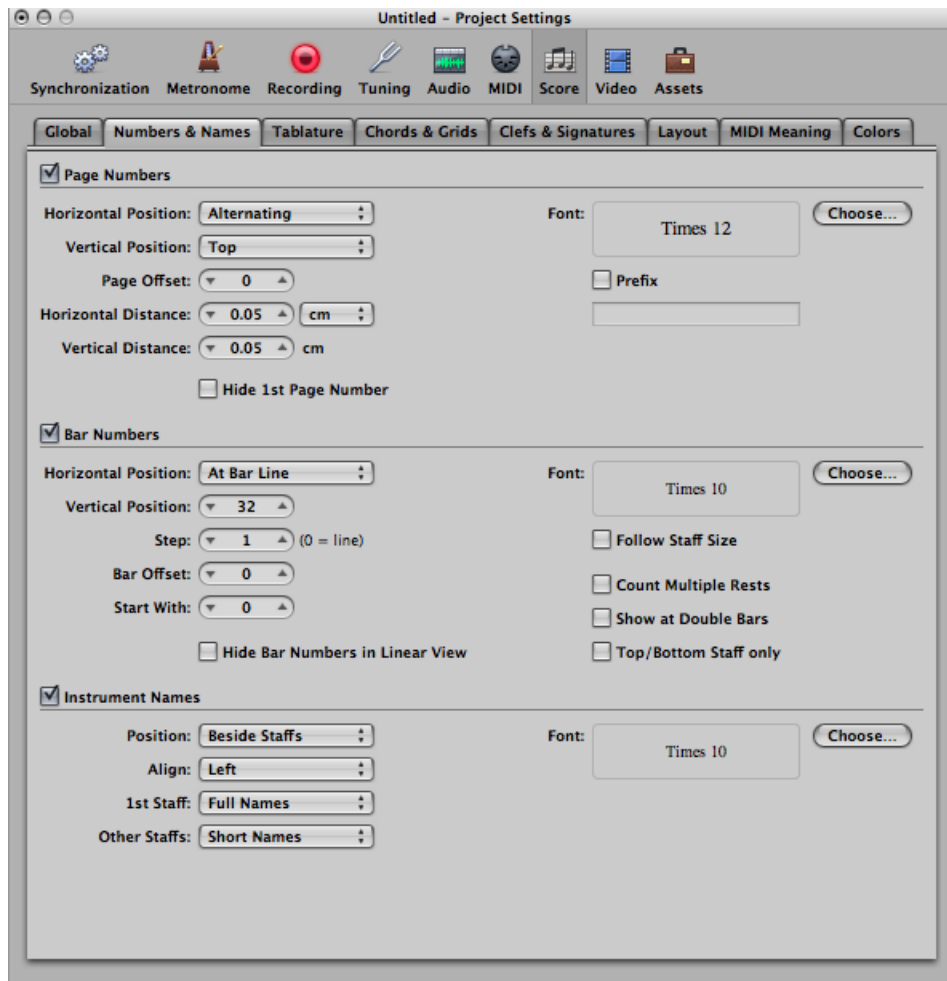 Untitled – Project Settings
Synchronization Metronome Recording Tuning Audio MIDI Score Video Assets
Global Numbers & Names Tablature Chords & Grids Clefs & Signatures Layout MIDI Meaning Colors
Page Numbers
Horizontal Position: Alternating Font: Times 12 Choose...
Vertical Position: Top
Page Offset: 0 Prefix
Horizontal Distance: 0.05 cm
Vertical Distance: 0.05 cm
Hide 1st Page Number
Bar Numbers
Horizontal Position: At Bar Line Font: Times 10 Choose...
Vertical Position: 32
Step: 1 (0 = line) Follow Staff Size
Bar Offset: 0 Count Multiple Rests
Start With: 0 Show at Double Bars
Hide Bar Numbers in Linear View Top/Bottom Staff only
Instrument Names
Position: Beside Staffs Font: Times 10 Choose...
Align: Left
1st Staff: Full Names
Other Staffs: Short Names